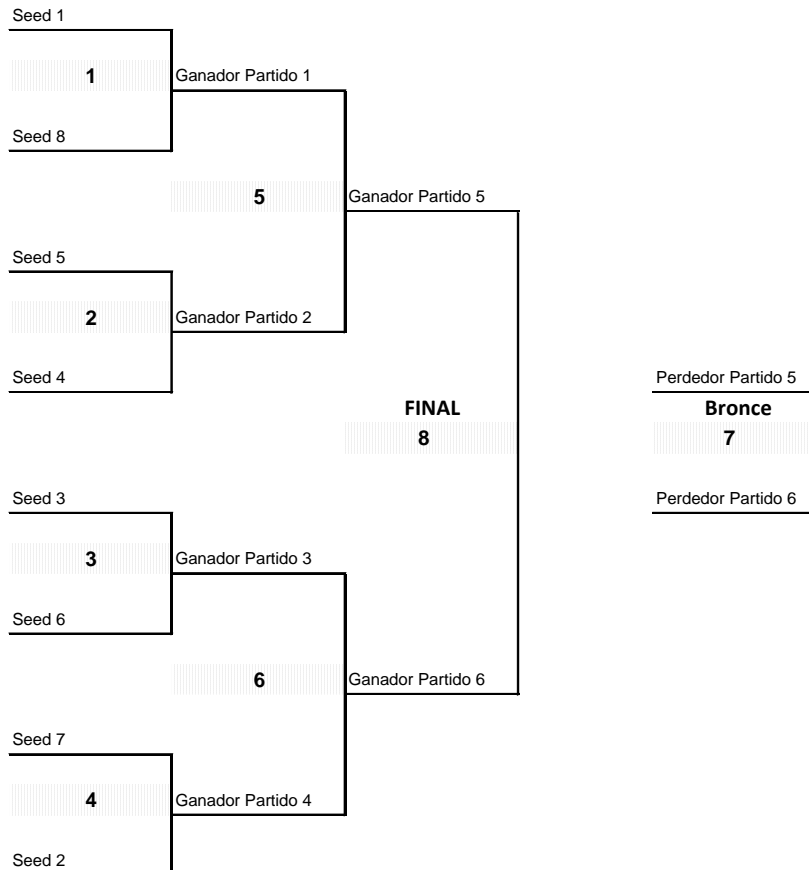 Seed 1
1
Ganador Partido 1
Seed 8
5
Ganador Partido 5
Seed 5
2
Ganador Partido 2
Seed 4
Perdedor Partido 5
FINAL
Bronce
8
7
Seed 3
Perdedor Partido 6
3
Ganador Partido 3
Seed 6
6
Ganador Partido 6
Seed 7
4
Ganador Partido 4
Seed 2